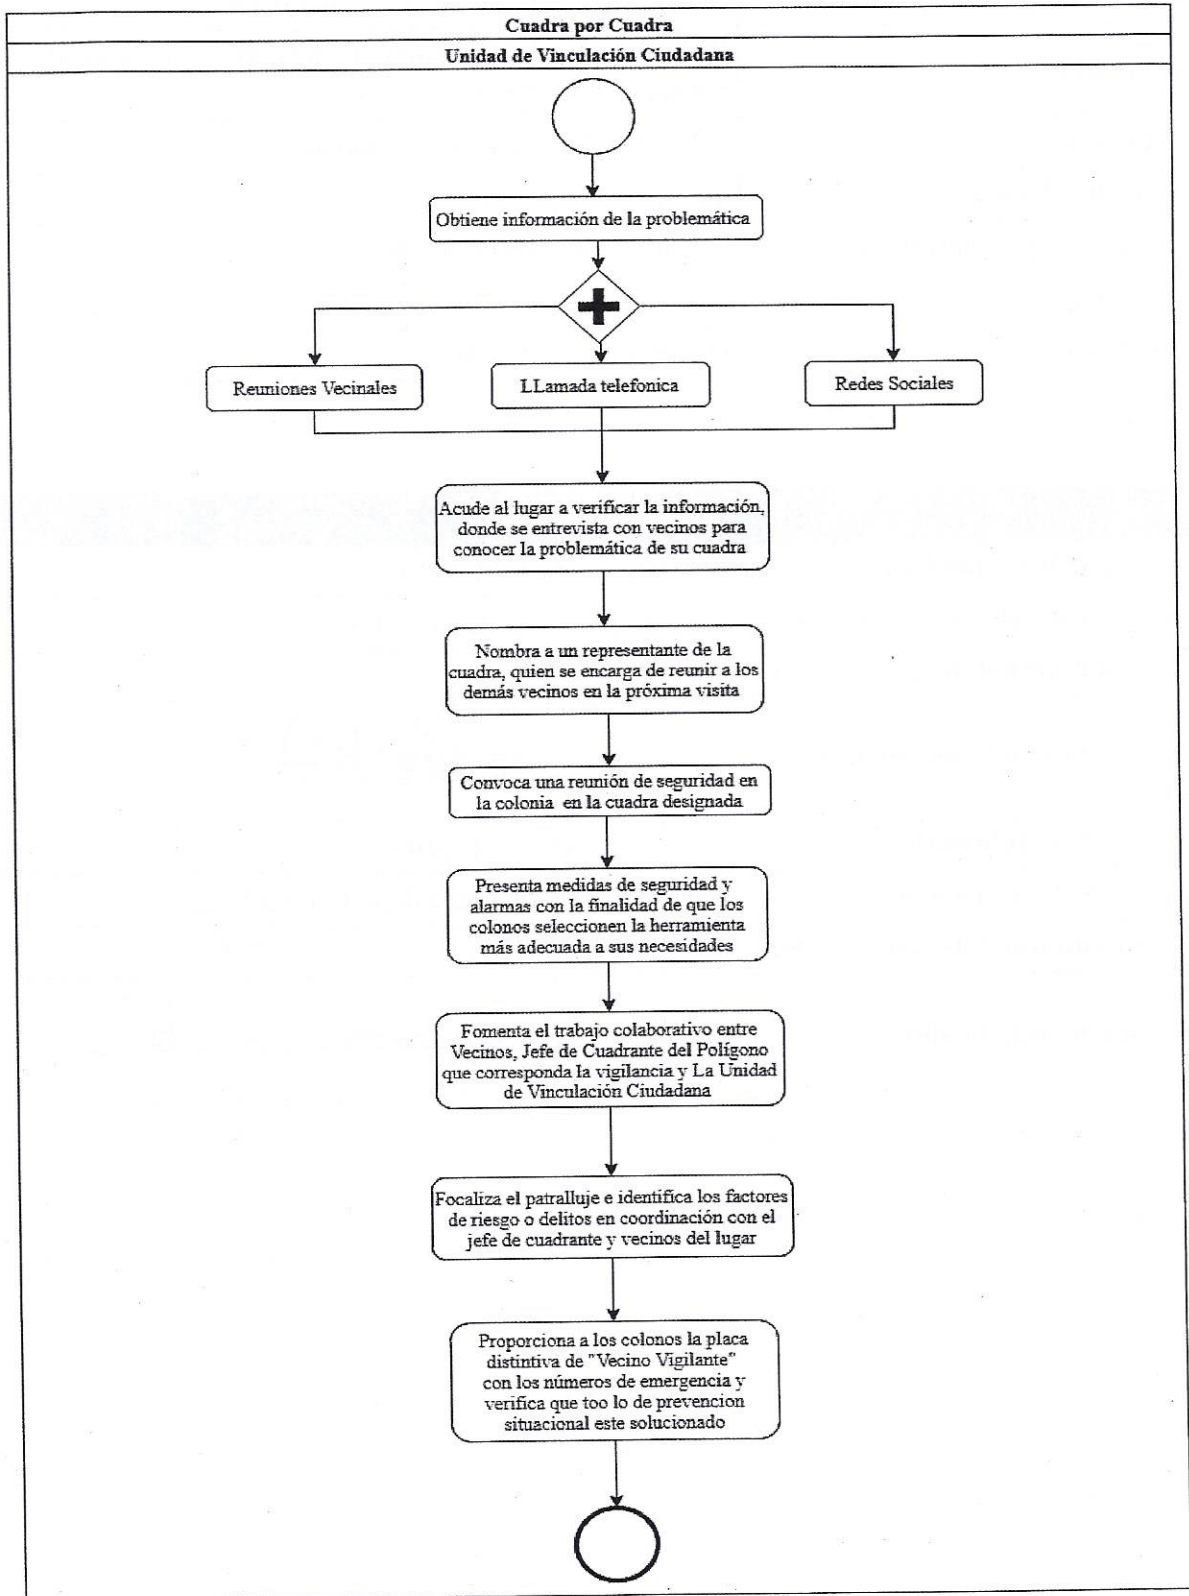 Cuadra por Cuadra
Unidad de Vinculación Ciudadana
Obtiene información de la problemática
Reuniones Vecinales
LLamada telefonica
Redes Sociales
Acude al lugar a verificar la información,
donde se entrevista con vecinos para
conocer la problemática de su cuadra
Nombra a un representante de la
cuadra, quien se encarga de reunir a los
demás vecinos en la próxima visita
Convoca una reunión de seguridad en
la colonia en la cuadra designada
Presenta medidas de seguridad y
alarmas con la finalidad de que los
colonos seleccionen la herramienta
más adecuada a sus necesidades
Fomenta el trabajo colaborativo entre
Vecinos, Jefe de Cuadrante del Polígono
que corresponda la vigilancia y La Unidad
de Vinculación Ciudadana
Focaliza el patralluje e identifica los factores
de riesgo o delitos en coordinación con el
jefe de cuadrante y vecinos del lugar
Proporciona a los colonos la placa
distintiva de "Vecino Vigilante"
con los números de emergencia y
verifica que too lo de prevencion
situacional este solucionado